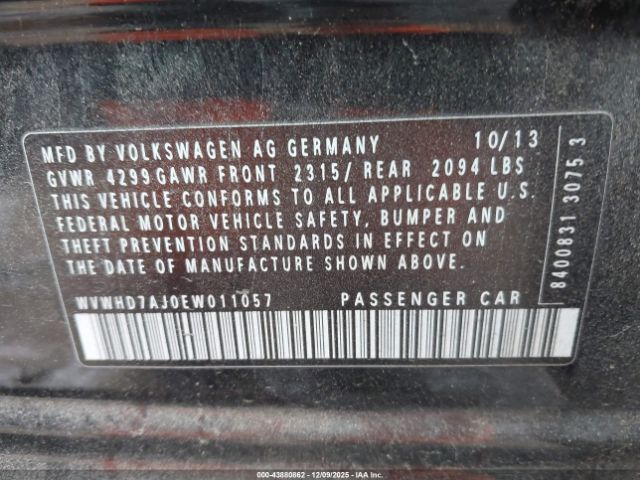 MFD BY VOLKSWAGEN AG GERMANY 10/13
GVWR 4299 GAWR FRONT 2315/ REAR 2094 LBS
THIS VEHICLE CONFORMS TO ALL APPLICABLE U.S.
FEDERAL MOTOR VEHICLE SAFETY, BUMPER AND
THEFT PREVENTION STANDARDS IN EFFECT ON
THE DATE OF MANUFACTURE SHOWN ABOVE.
WVWHD7AJ0EW011057 PASSENGER CAR
8400831 3075 3
000-43880862 | 12/09/2025 | IAAI.COM